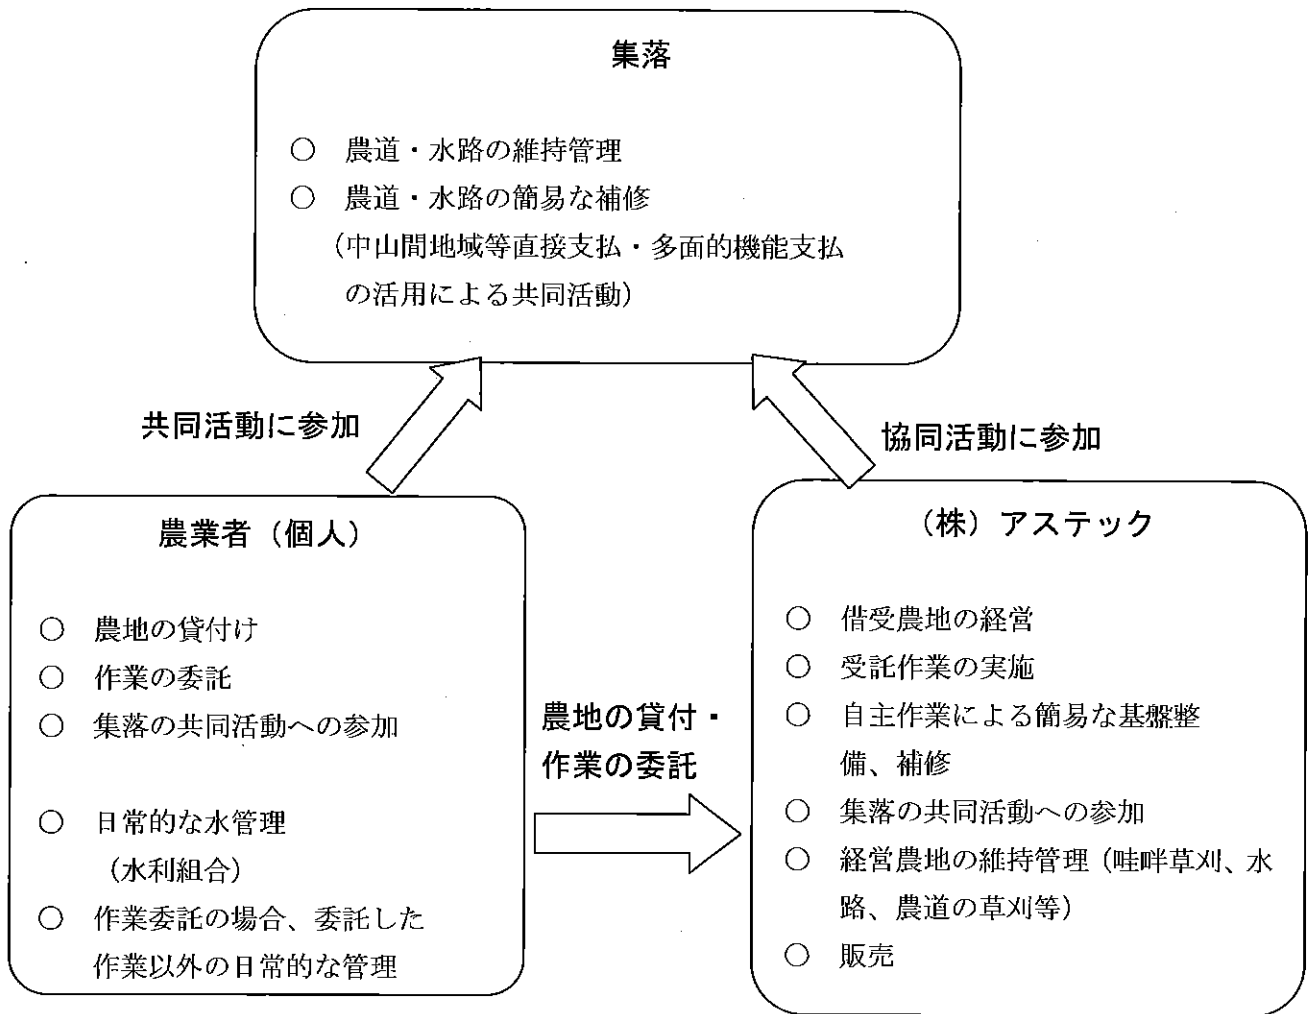 集落
○ 農道・水路の維持管理
○ 農道・水路の簡易な補修
(中山間地域等直接支払・多面的機能支払
の活用による共同活動)
共同活動に参加
協同活動に参加
農業者(個人)
○ 農地の貸付け
○ 作業の委託
○ 集落の共同活動への参加
○ 日常的な水管理
(水利組合)
○ 作業委託の場合、委託した
作業以外の日常的な管理
農地の貸付・
作業の委託
(株)アステック
○ 借受農地の経営
○ 受託作業の実施
○ 自主作業による簡易な基盤整
備、補修
○ 集落の共同活動への参加
○ 経営農地の維持管理(畦畔草刈、水
路、農道の草刈等)
○ 販売